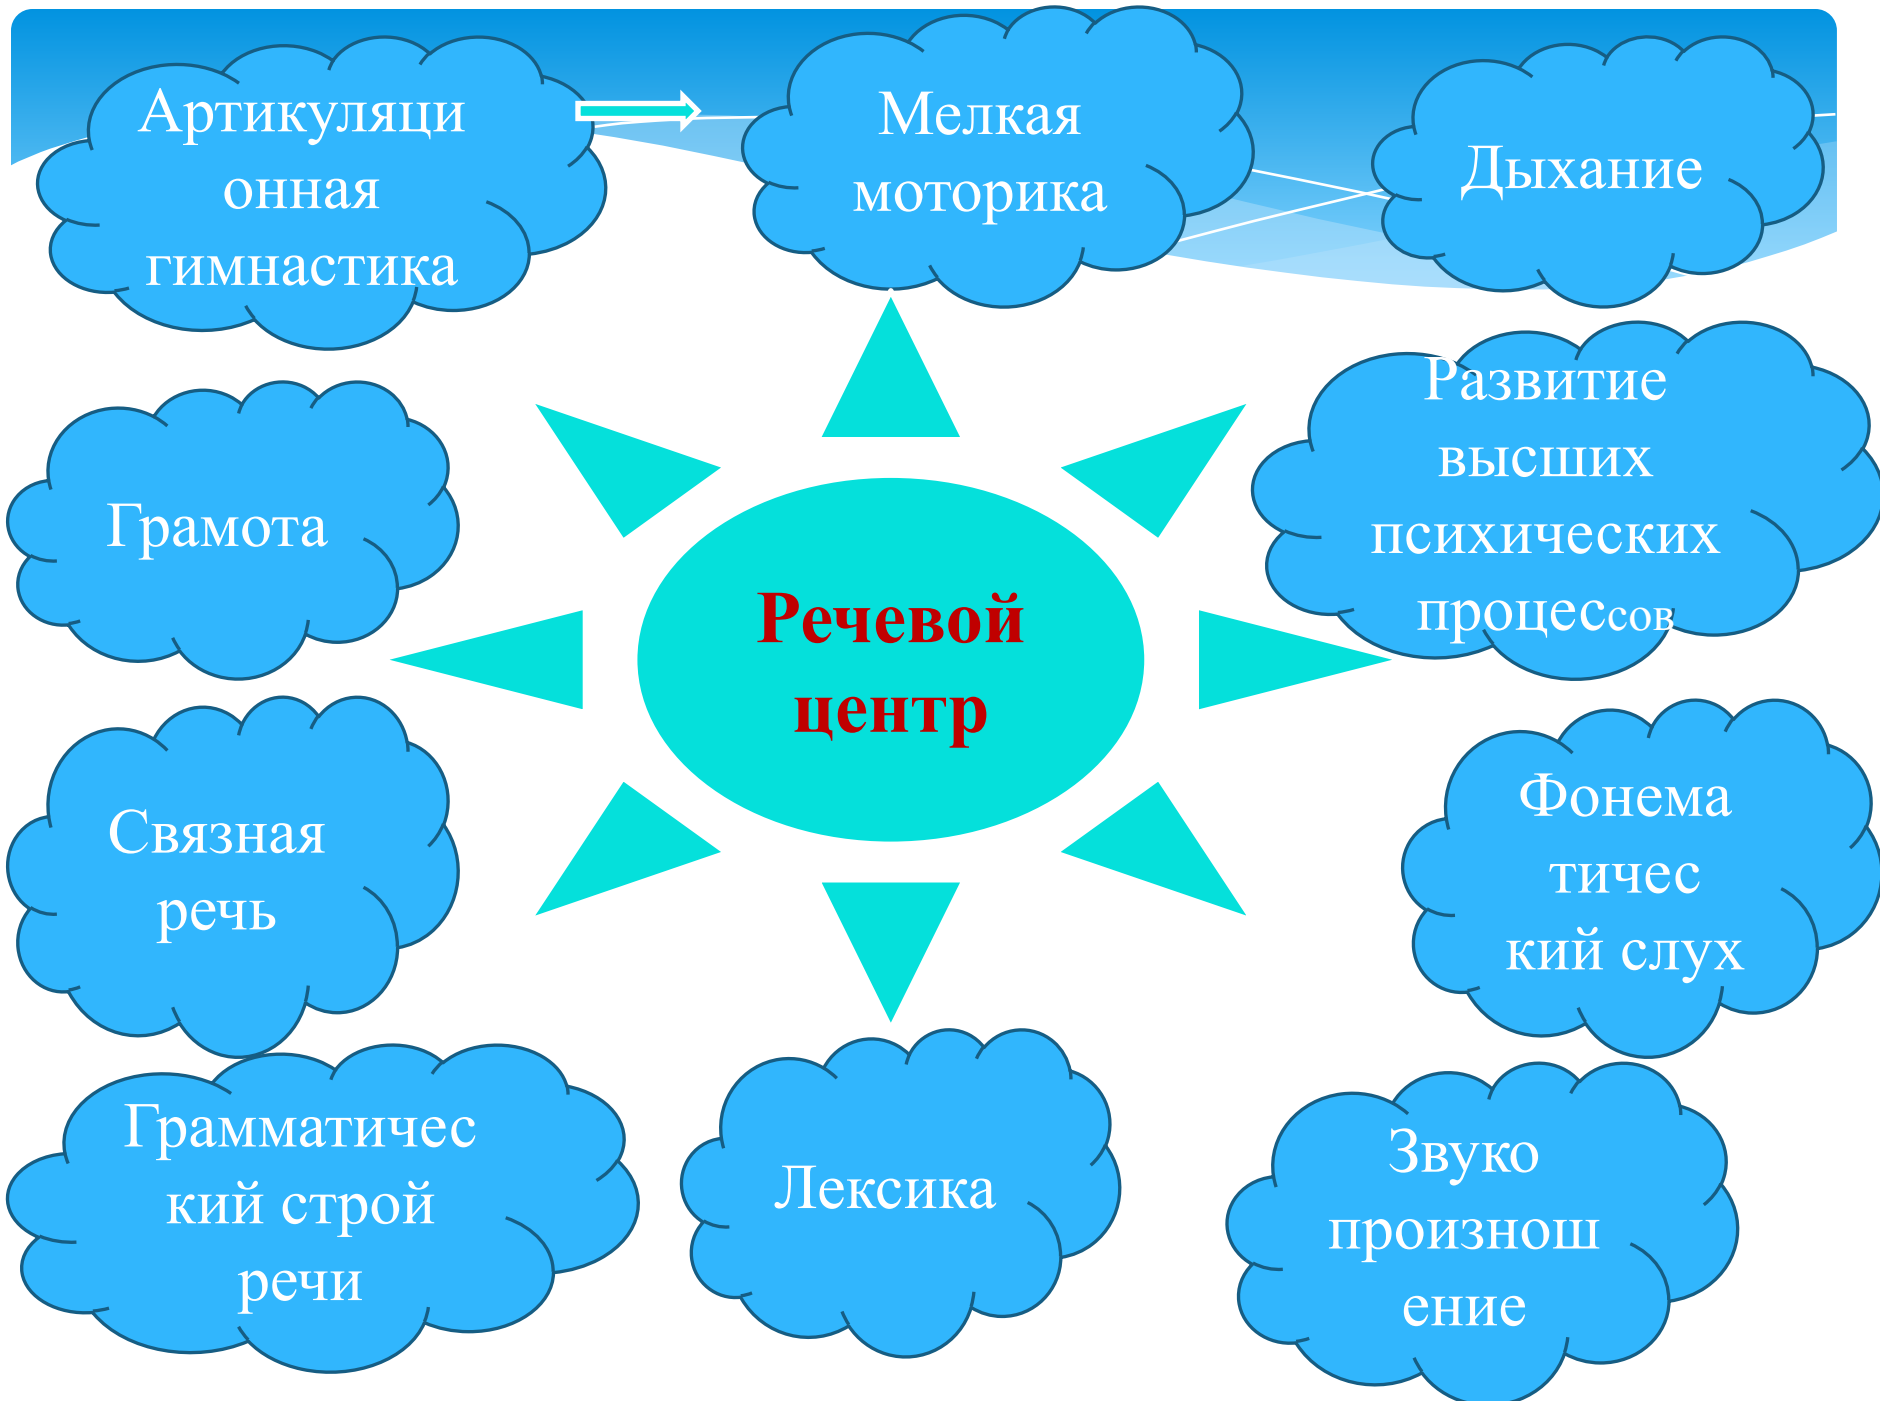 Артикуляци
онная
гимнастика
Мелкая
моторика
Дыхание
Грамота
Развитие
высших
психических
процессов
Речевой
центр
Связная
речь
Фонема
тичес
кий слух
Грамматичес
кий строй
речи
Лексика
Звуко
произнош
ение